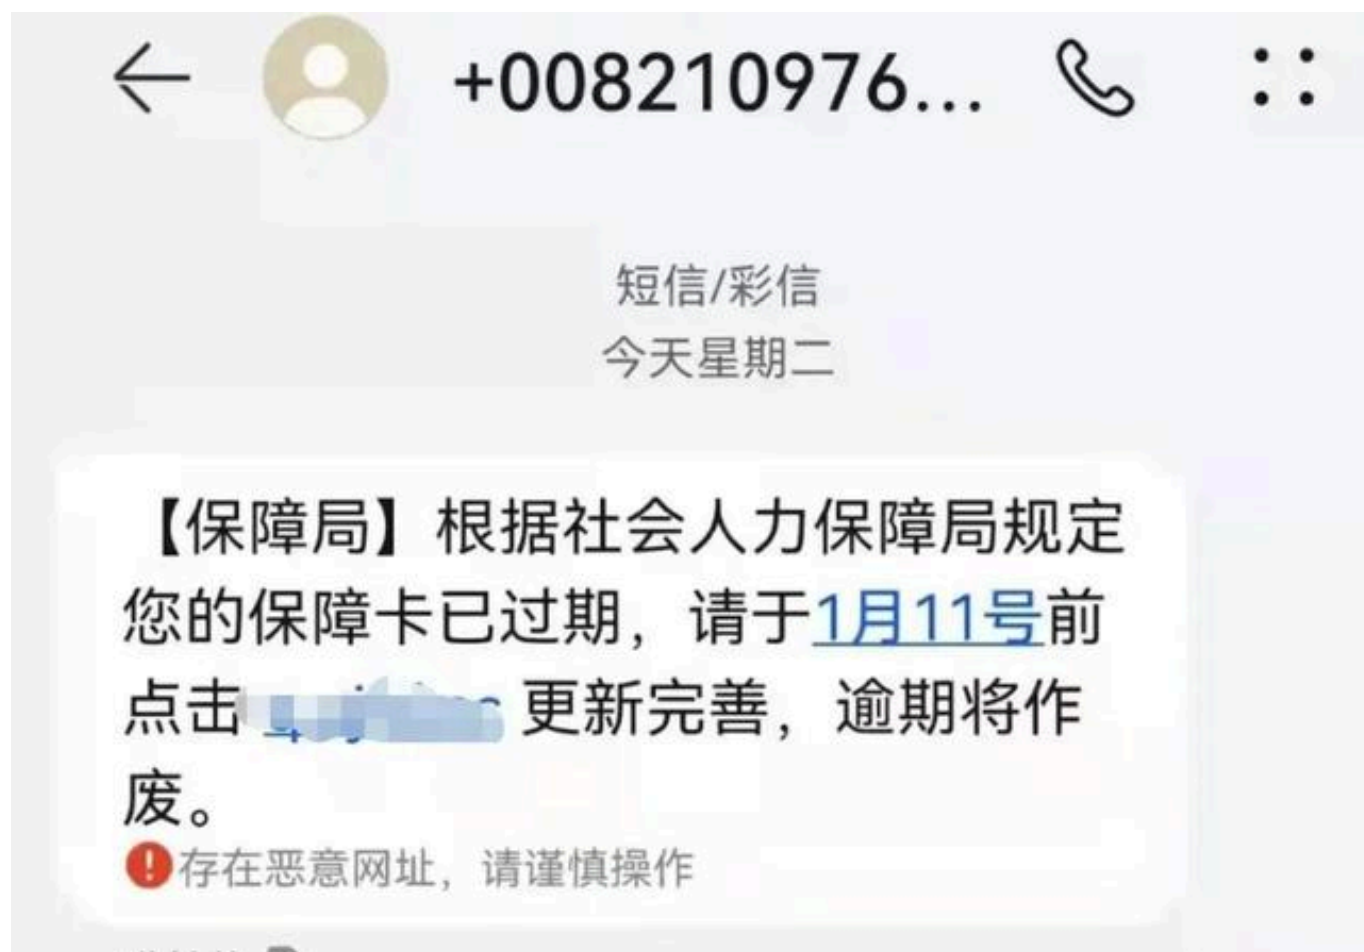 +008210976...
短信/彩信
今天星期二
【保障局】根据社会人力保障局规定
您的保障卡已过期，请于1月11号前
点击 更新完善，逾期将作
废。
存在恶意网址，请谨慎操作